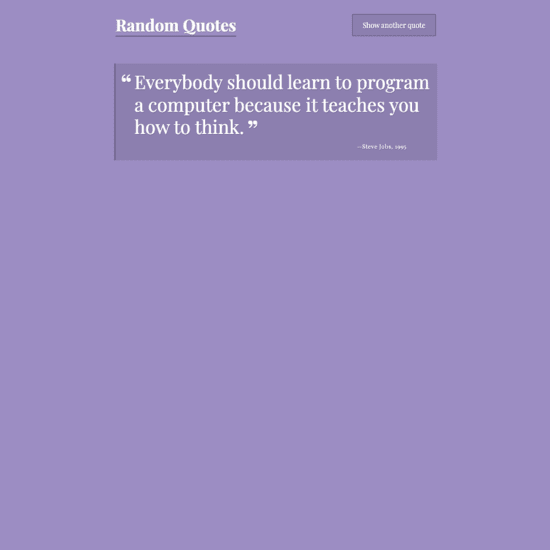 Random Quotes
Show another quote
❝ Everybody should learn to program
a computer because it teaches you
how to think. ❞
—Steve Jobs, 1995